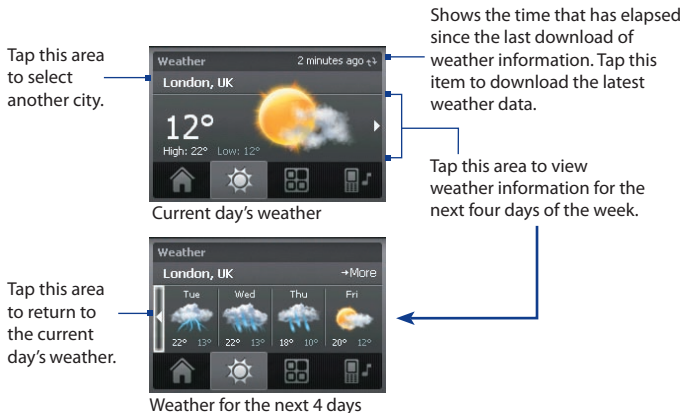 Shows the time that has elapsed
since the last download of
weather information. Tap this
item to download the latest
weather data.
Tap this area
to select
another city.
Weather 2 minutes ago
London, UK
12°
High: 22° Low: 12°
Current day's weather
Tap this area to view
weather information for the
next four days of the week.
Weather
London, UK More
Tue Wed Thu Fri
22° 13° 22° 13° 18° 10° 20° 12°
Tap this area
to return to
the current
day's weather.
Weather for the next 4 days